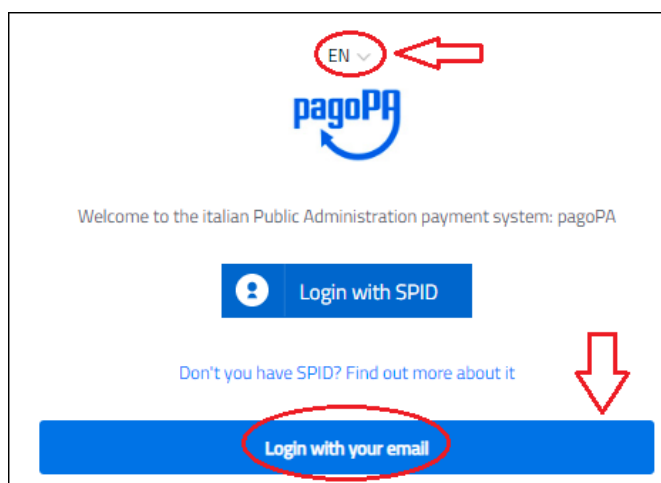 EN
pagoPA
Welcome to the italian Public Administration payment system: pagoPA
Login with SPID
Don't you have SPID? Find out more about it
Login with your email